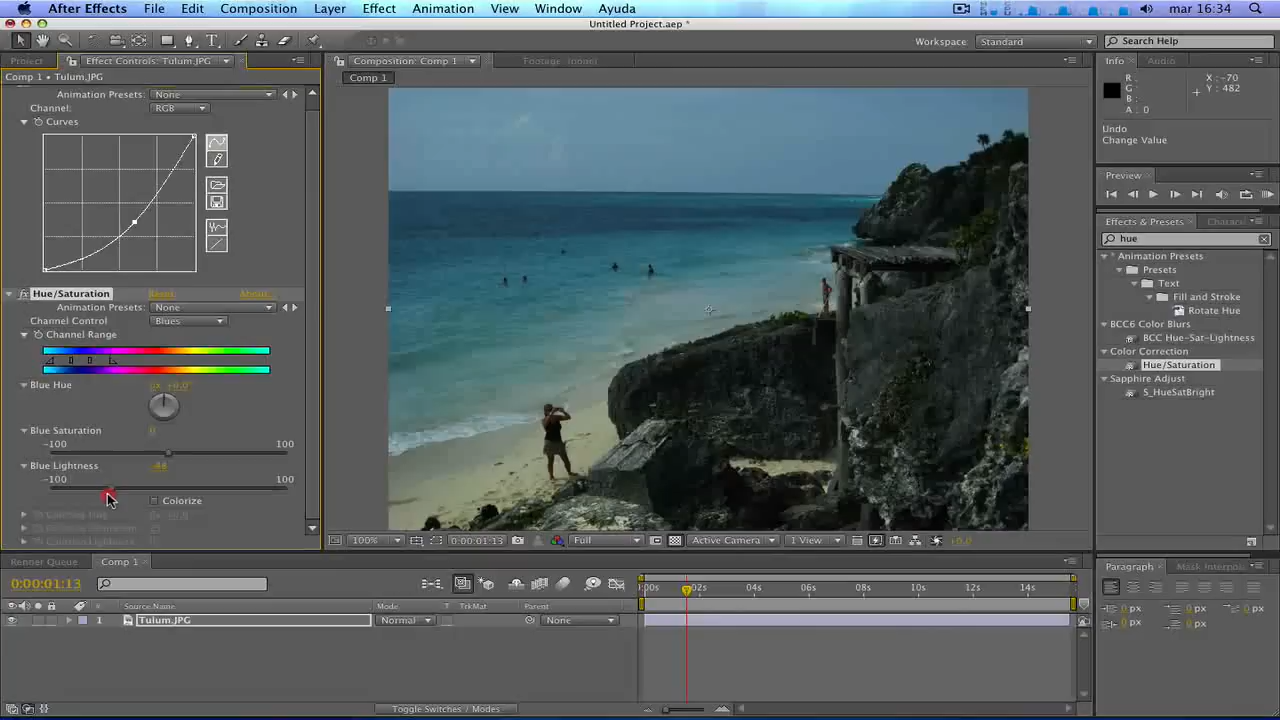 After Effects File Edit Composition Layer Effect Animation View Window Ayuda mar 16:34
Untitled Project.aep *
Workspace: Standard Search Help
Project Effect Controls: Tulum.JPG Composition: Comp 1 Footage: (none) Info Audio
Comp 1 • Tulum.JPG Comp 1
R: X: -70
G: Y: 482
B:
A: 0
Animation Presets: None
Channel: RGB
Curves
Undo
Change Value
Preview
Effects & Presets
hue
* Animation Presets
Presets
Text
Fill and Stroke
Rotate Hue
BCC6 Color Blurs
BCC Hue-Sat-Lightness
Color Correction
Hue/Saturation
Sapphire Adjust
S_HueSatBright
Hue/Saturation Reset About...
Animation Presets: None
Channel Control: Blues
Channel Range
Blue Hue 0x +0.0°
Blue Saturation 0
-100 100
Blue Lightness -48
-100 100
Colorize
100% 0:00:01:13 Full Active Camera 1 View +0.0
Render Queue Comp 1
0:00:01:13
:00s 02s 04s 06s 08s 10s 12s 14s
# Source Name Mode T TrkMat Parent
1 Tulum.JPG Normal None
Toggle Switches / Modes
Paragraph Mask Interpo
0 px 0 px 0 px
0 px 0 px